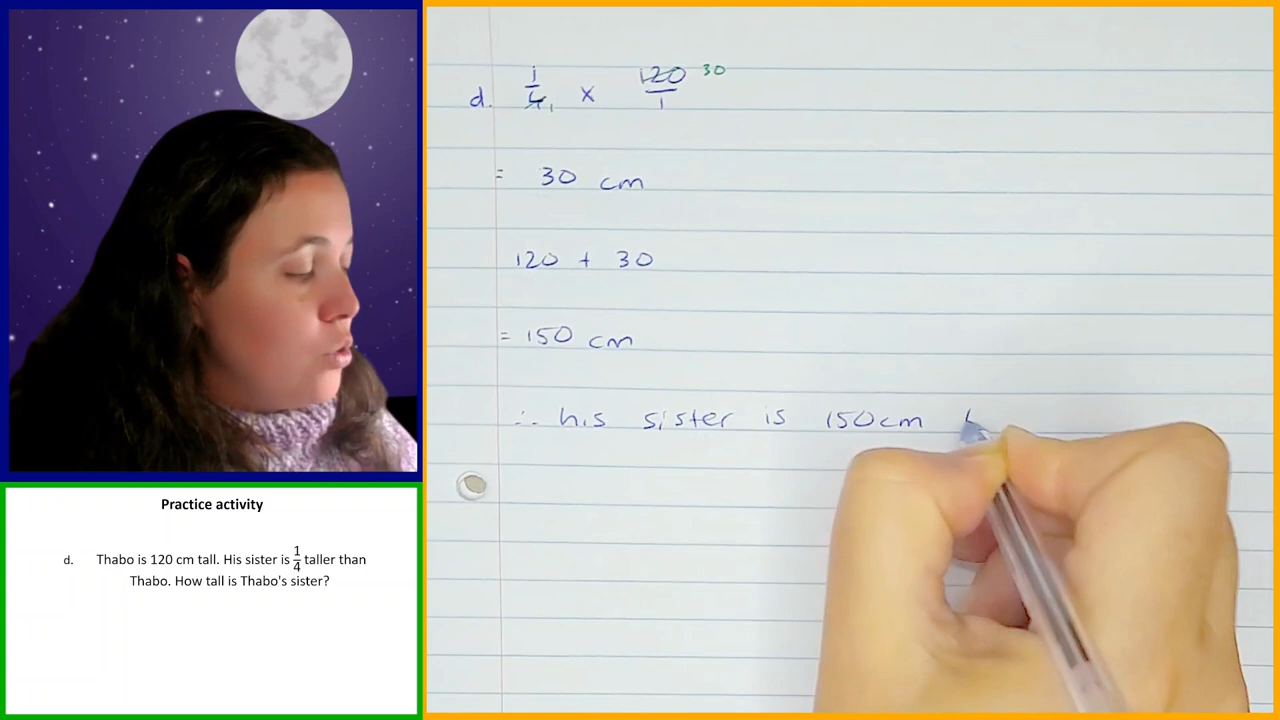 Practice activity
d. Thabo is 120 cm tall. His sister is 1/4 taller than
Thabo. How tall is Thabo's sister?
d. 1/4 1 × 120/1 30
= 30 cm
120 + 30
= 150 cm
∴ his sister is 150cm